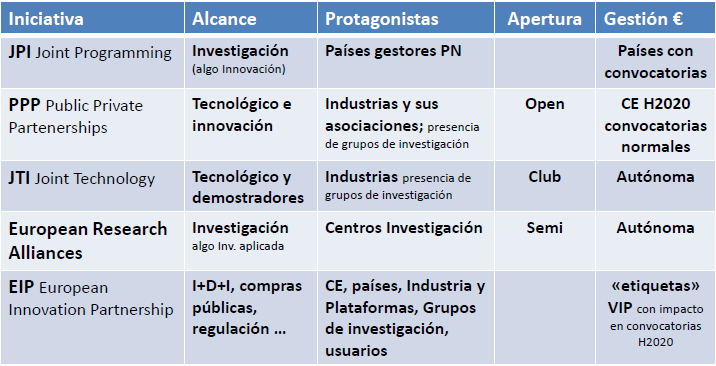 Iniciativa Alcance Protagonistas Apertura Gestión €
JPI Joint Programming
Investigación
(algo Innovación)
Países gestores PN
Países con
convocatorias
PPP Public Private
Partenerships
Tecnológico e
innovación
Industrias y sus
asociaciones; presencia
de grupos de investigación
Open
CE H2020
convocatorias
normales
JTI Joint Technology
Tecnológico y
demostradores
Industrias presencia de
grupos de investigación
Club
Autónoma
European Research
Alliances
Investigación
algo Inv. aplicada
Centros Investigación
Semi
Autónoma
EIP European
Innovation Partnership
I+D+I, compras
públicas,
regulación ...
CE, países, Industria y
Plataformas, Grupos
de investigación,
usuarios
«etiquetas»
VIP con impacto
en convocatorias
H2020